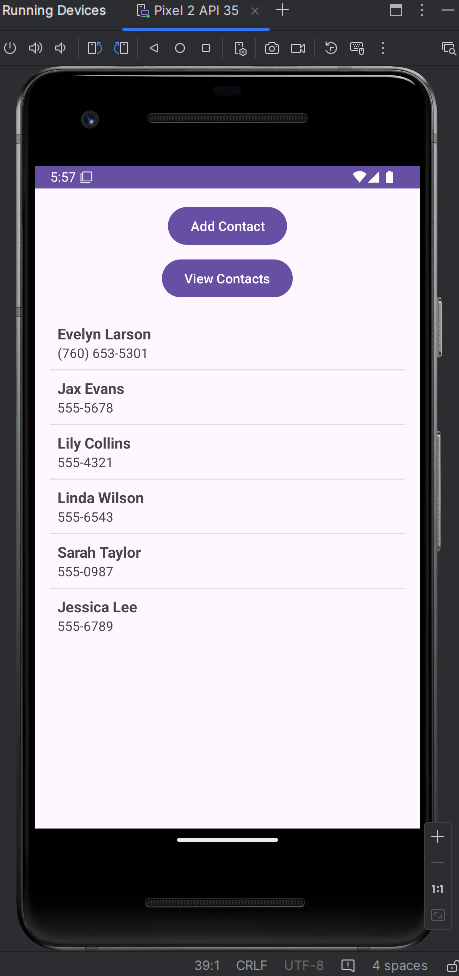 Running Devices
Pixel 2 API 35
5:57
Add Contact
View Contacts
Evelyn Larson
(760) 653-5301
Jax Evans
555-5678
Lily Collins
555-4321
Linda Wilson
555-6543
Sarah Taylor
555-0987
Jessica Lee
555-6789
1:1
39:1 CRLF UTF-8 4 spaces